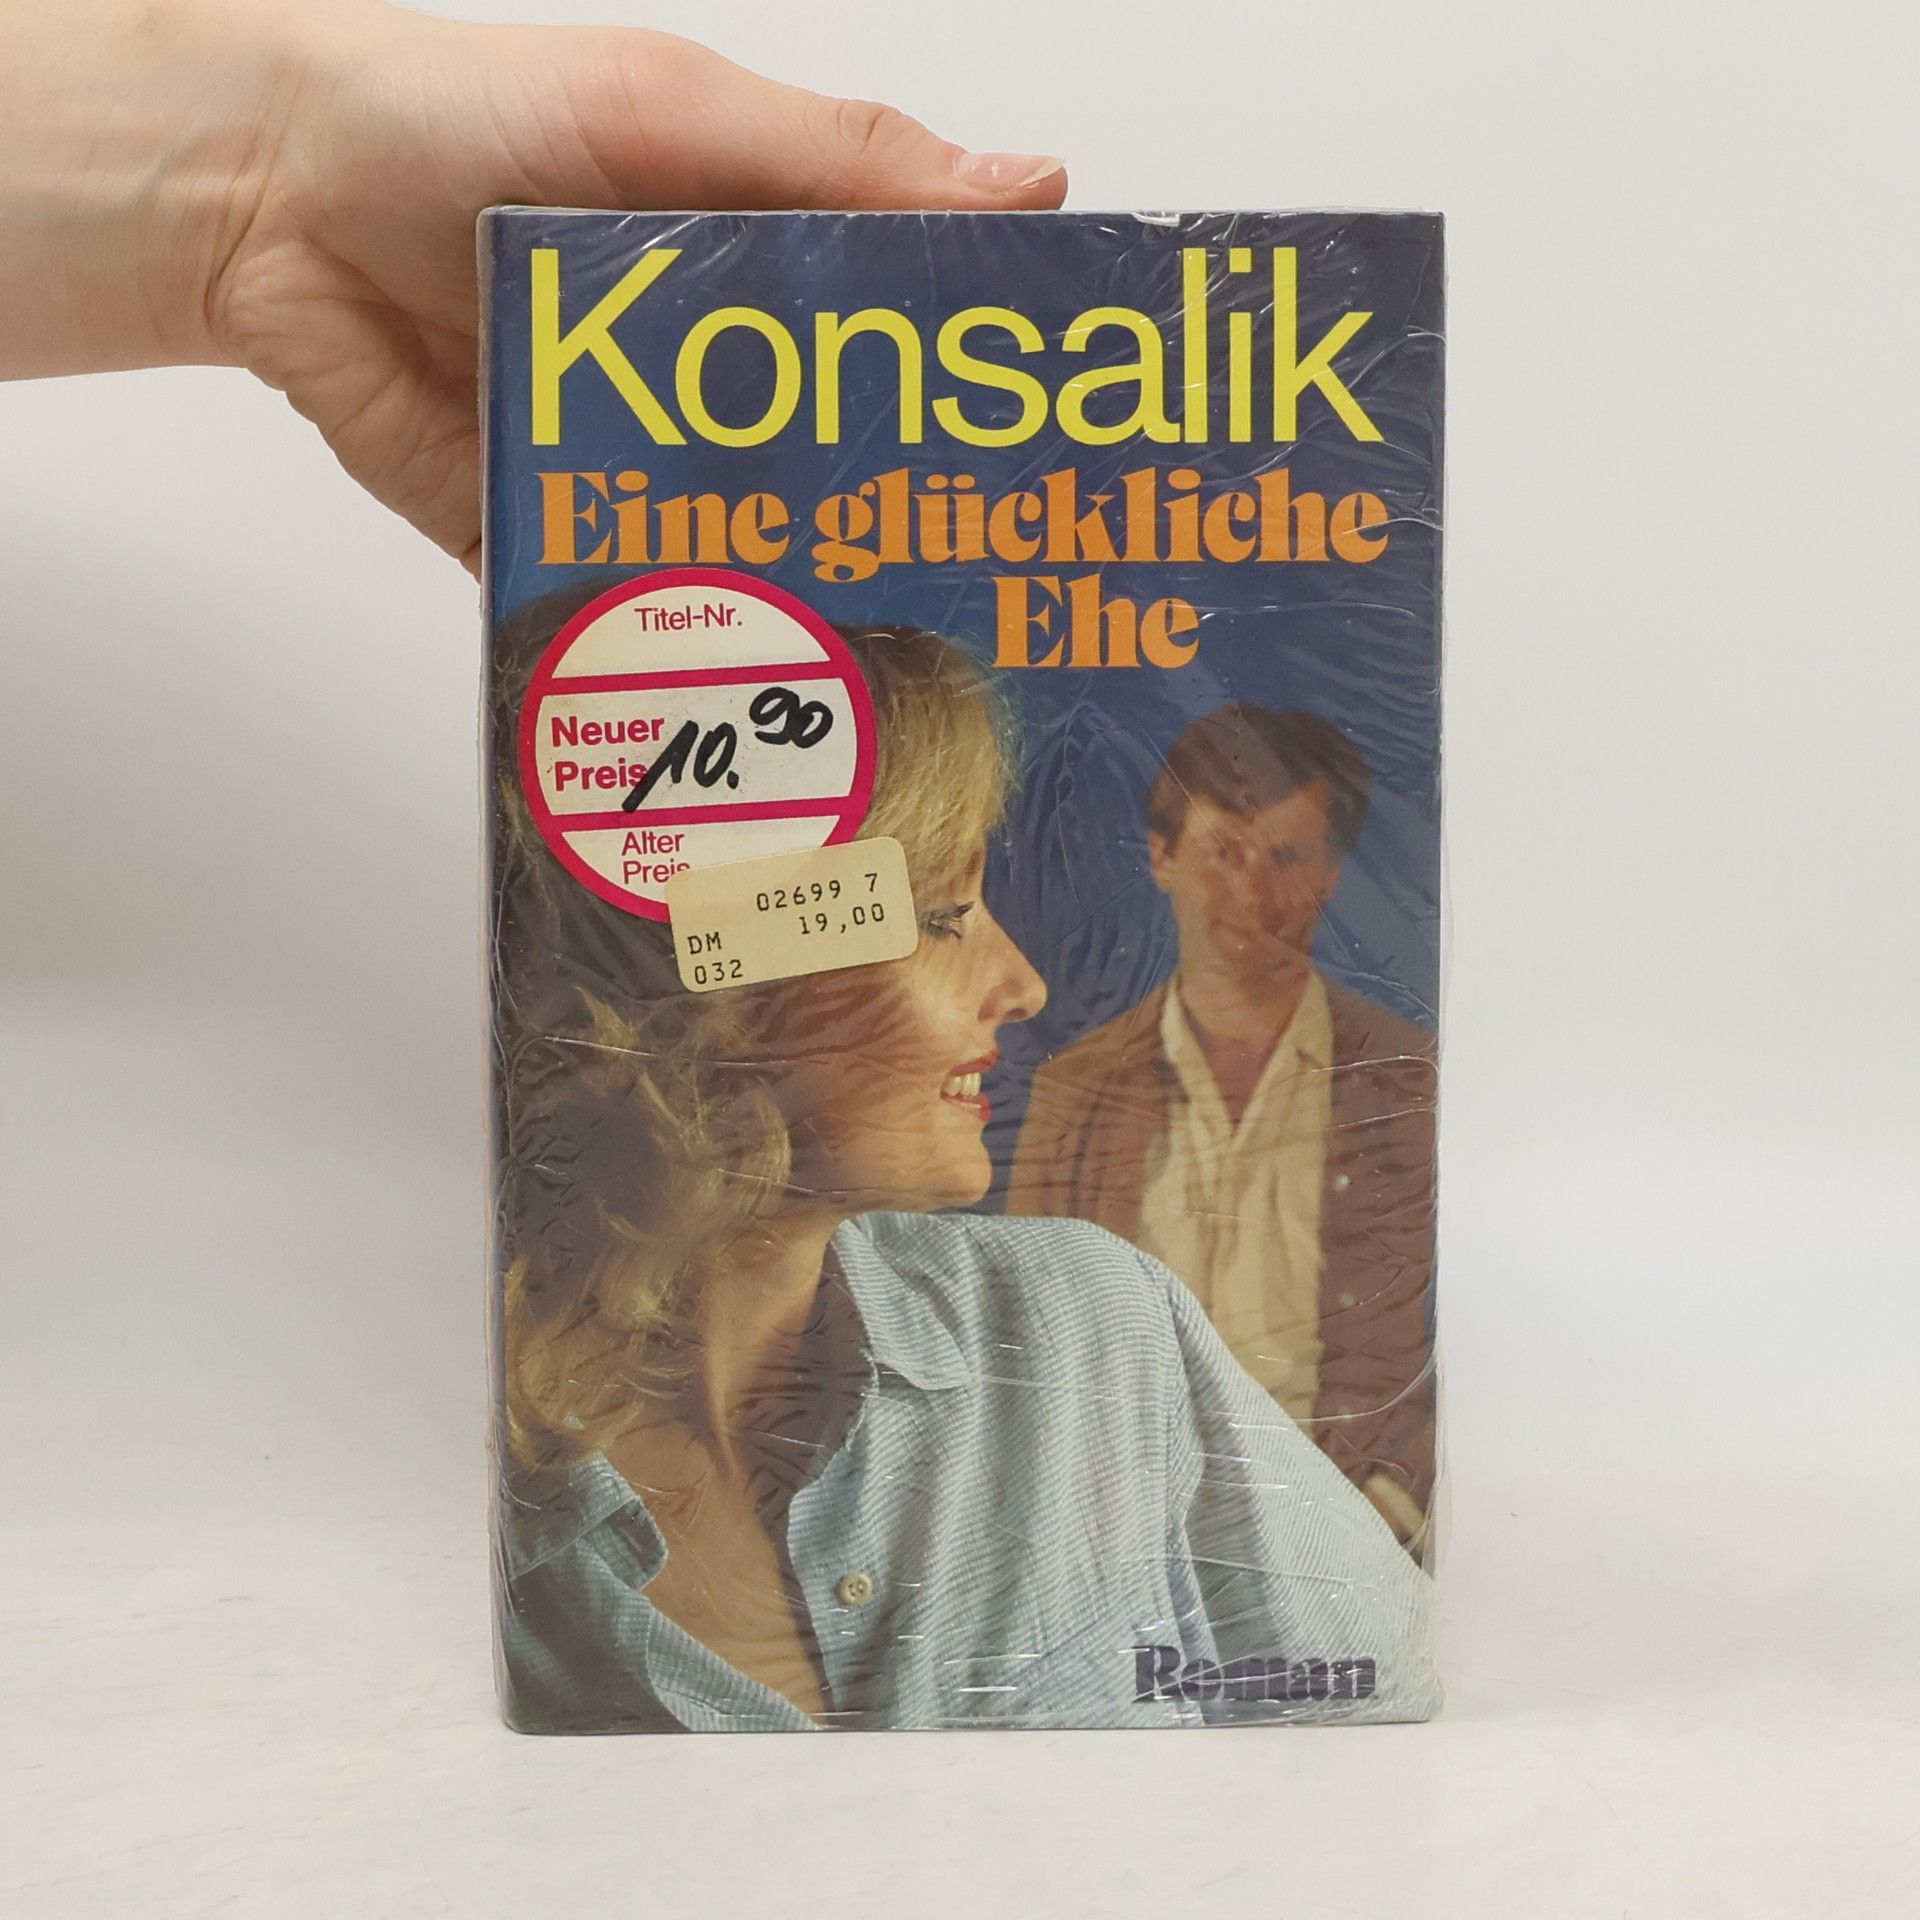 Konsalik
Eine glückliche
Ehe
Titel-Nr.
Neuer
Preis 10.90
Alter
Preis
02699 7
DM 19,00
032
Roman